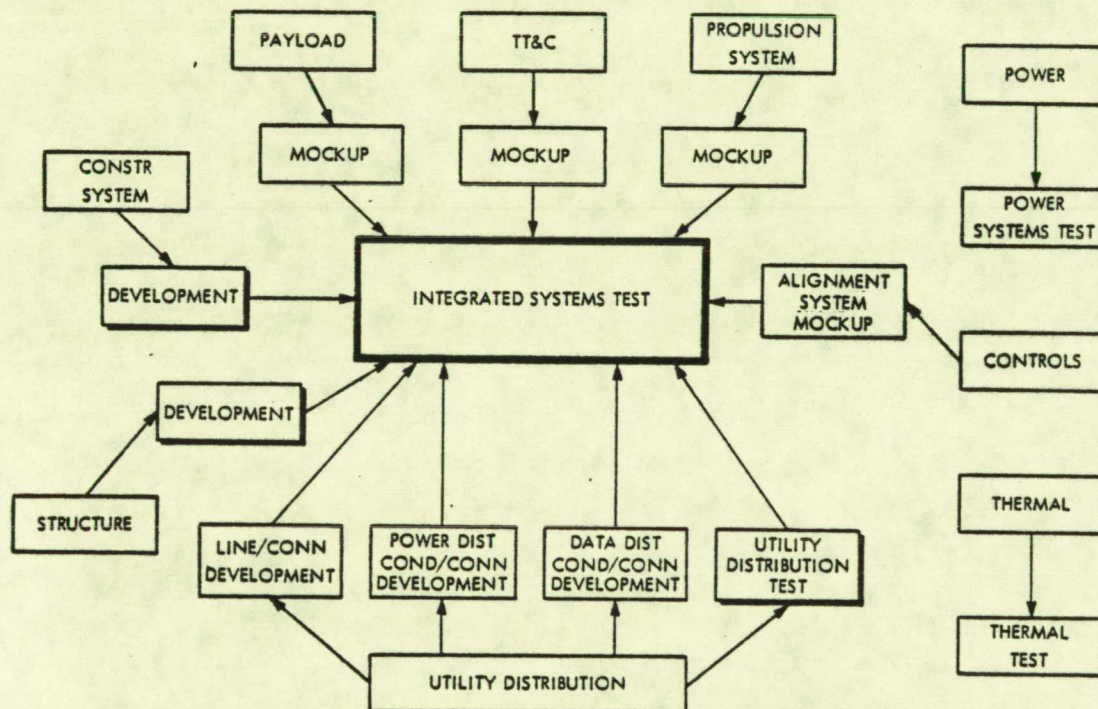 PAYLOAD
TT&C
PROPULSION
SYSTEM
POWER
MOCKUP
MOCKUP
MOCKUP
CONSTR
SYSTEM
POWER
SYSTEMS TEST
DEVELOPMENT
INTEGRATED SYSTEMS TEST
ALIGNMENT
SYSTEM
MOCKUP
CONTROLS
DEVELOPMENT
STRUCTURE
LINE/CONN
DEVELOPMENT
POWER DIST
COND/CONN
DEVELOPMENT
DATA DIST
COND/CONN
DEVELOPMENT
UTILITY
DISTRIBUTION
TEST
THERMAL
THERMAL
TEST
UTILITY DISTRIBUTION